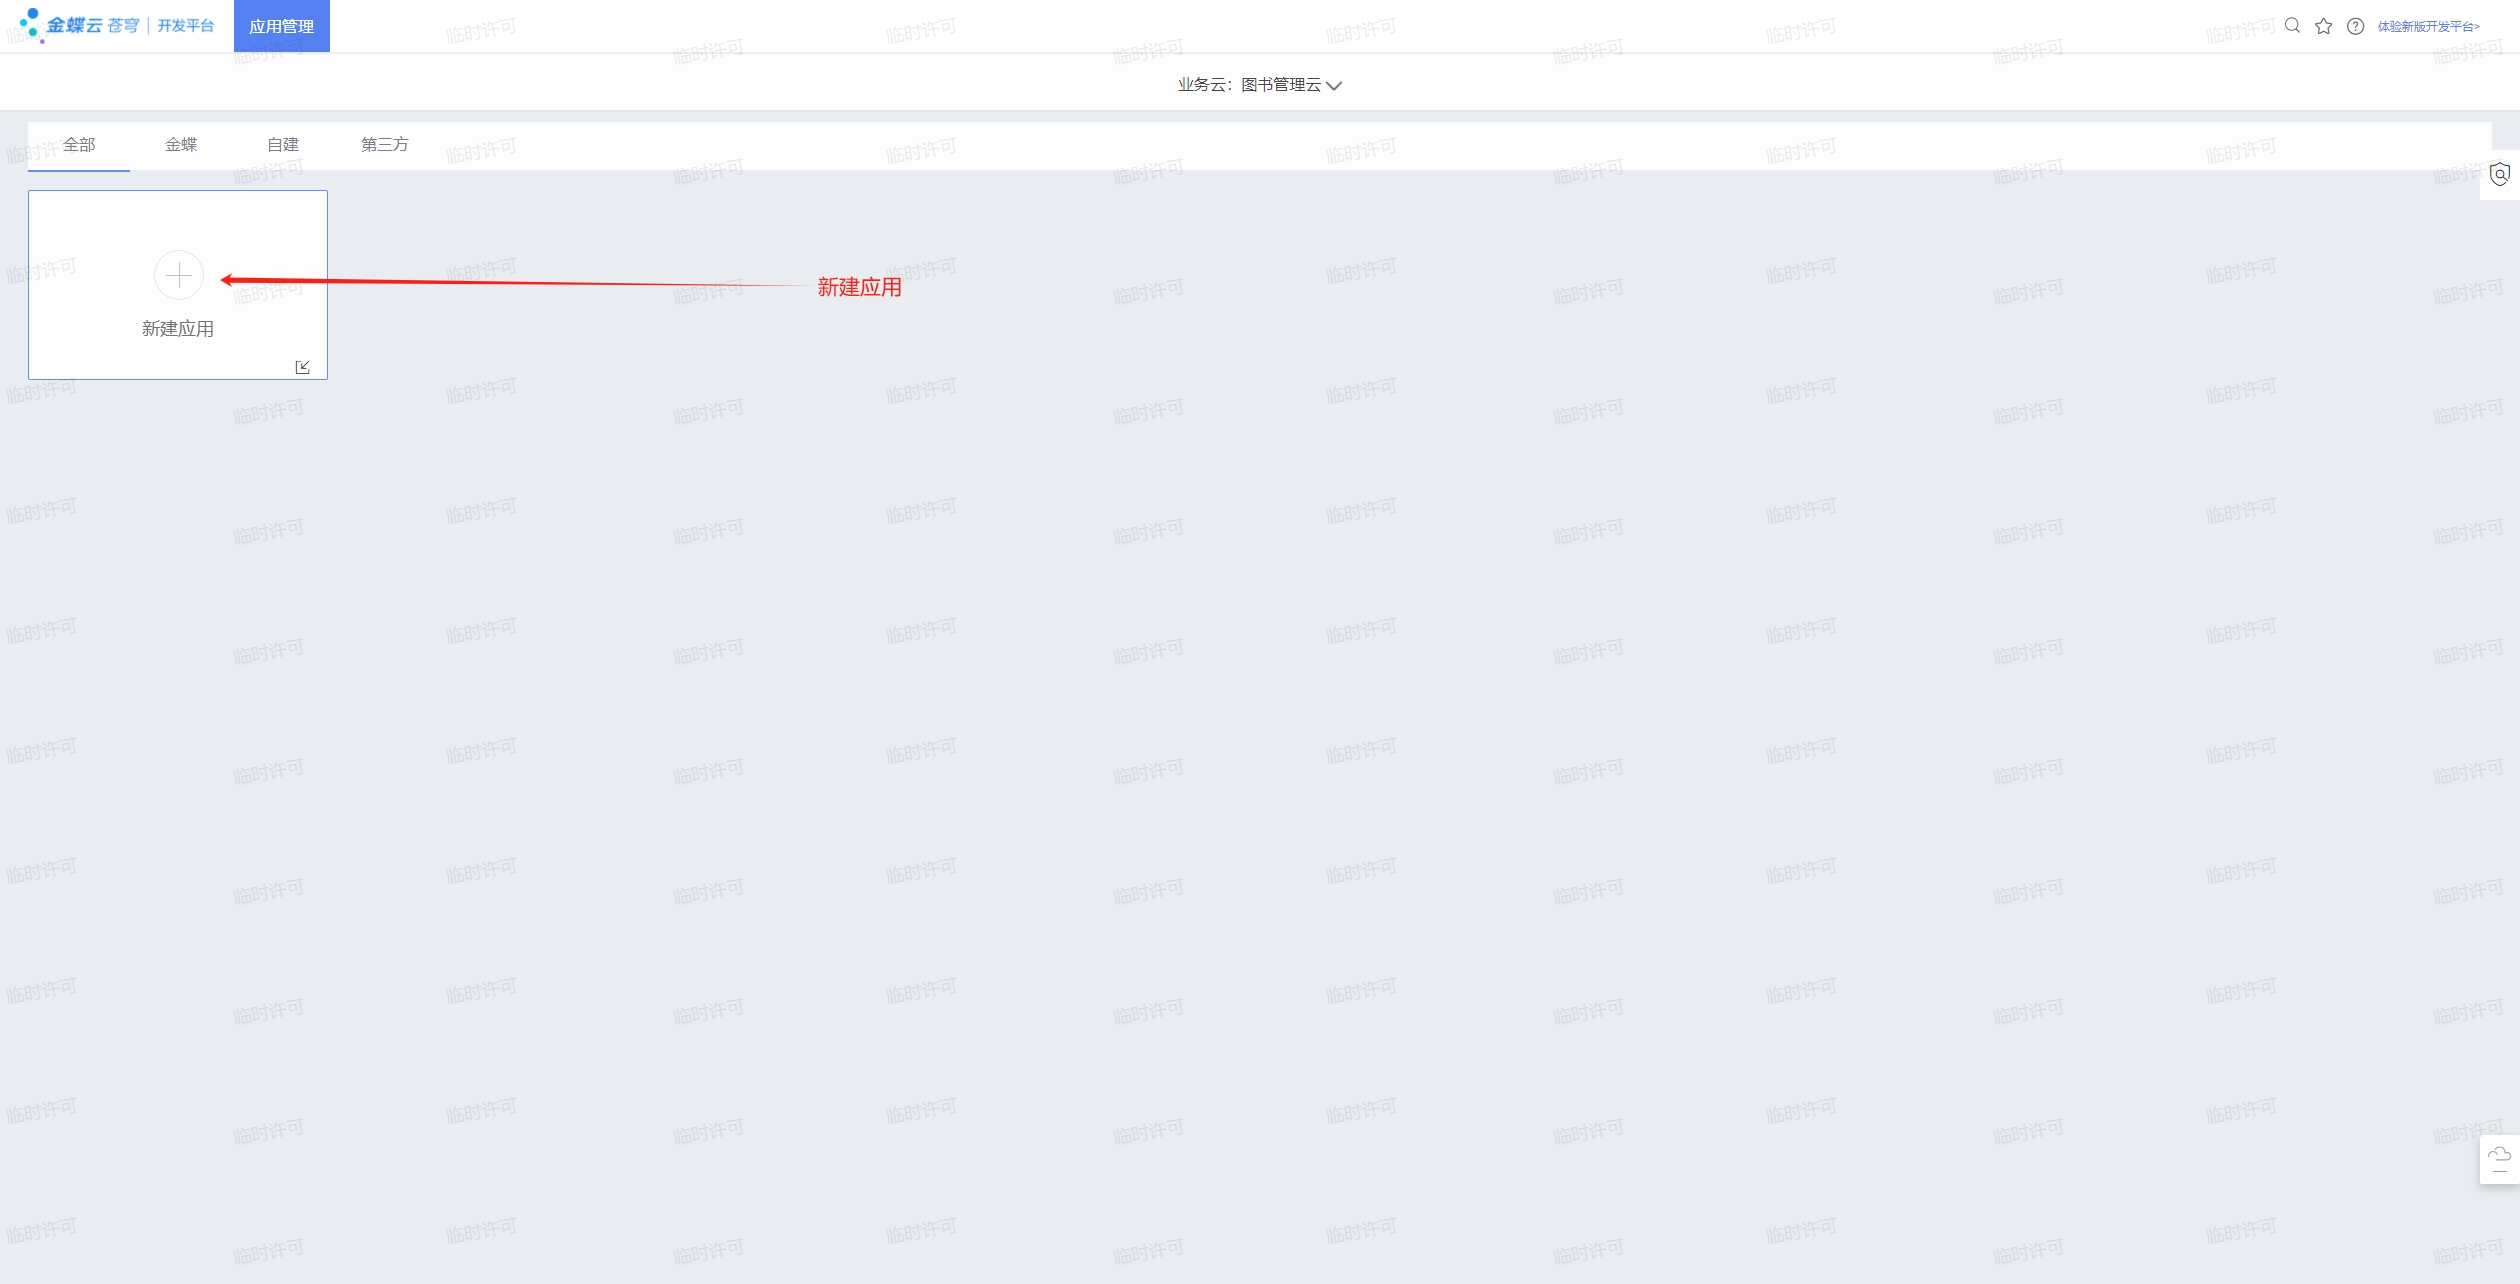 金蝶云 苍穹 | 开发平台 应用管理 体验新版开发平台>
业务云：图书管理云
全部 金蝶 自建 第三方
新建应用
新建应用
临时许可